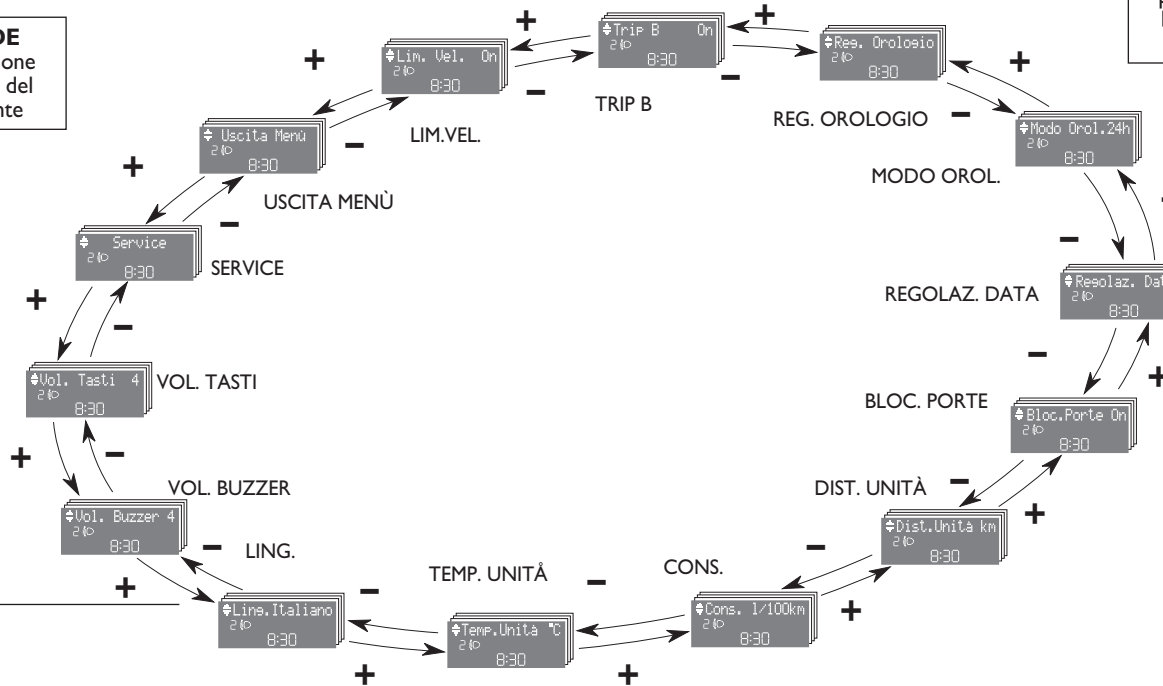 DE
one
del
nte
Lim. Vel. On
8:30
LIM.VEL.
Trip B On
8:30
TRIP B
Reg. Orologio
8:30
REG. OROLOGIO
Modo Orol.24h
8:30
MODO OROL.
Uscita Menù
8:30
USCITA MENÙ
Service
8:30
SERVICE
Regolaz. Dat
8:30
REGOLAZ. DATA
Vol. Tasti 4
8:30
VOL. TASTI
Bloc.Porte On
8:30
BLOC. PORTE
Vol. Buzzer 4
8:30
VOL. BUZZER
Dist.Unità km
8:30
DIST. UNITÀ
Ling.Italiano
8:30
LING.
Temp.Unità °C
8:30
TEMP. UNITÅ
Cons. l/100km
8:30
CONS.